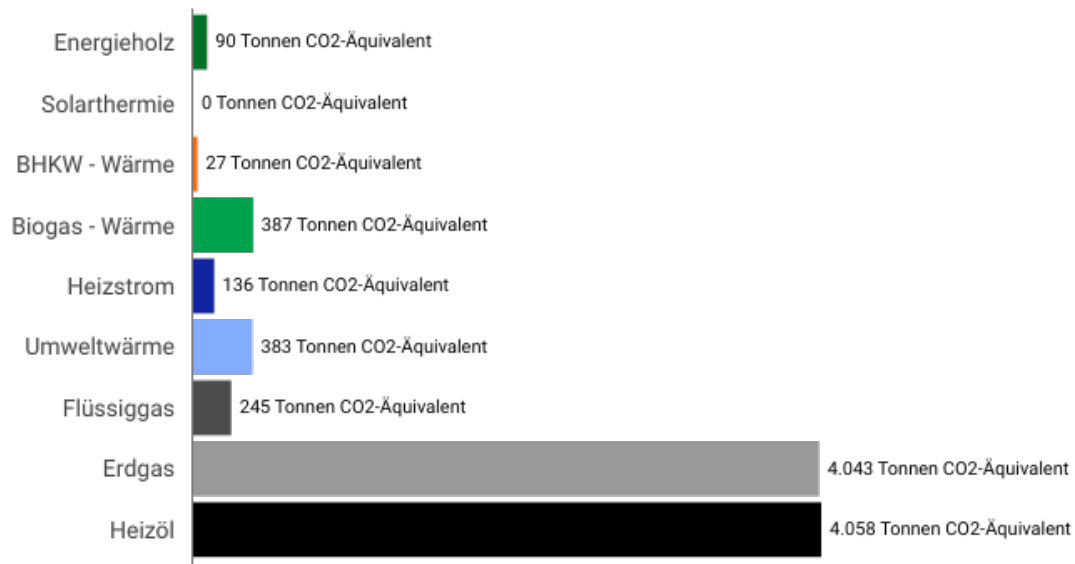 Energieholz 90 Tonnen CO2-Äquivalent
Solarthermie 0 Tonnen CO2-Äquivalent
BHKW - Wärme 27 Tonnen CO2-Äquivalent
Biogas - Wärme 387 Tonnen CO2-Äquivalent
Heizstrom 136 Tonnen CO2-Äquivalent
Umweltwärme 383 Tonnen CO2-Äquivalent
Flüssiggas 245 Tonnen CO2-Äquivalent
Erdgas 4.043 Tonnen CO2-Äquivalent
Heizöl 4.058 Tonnen CO2-Äquivalent